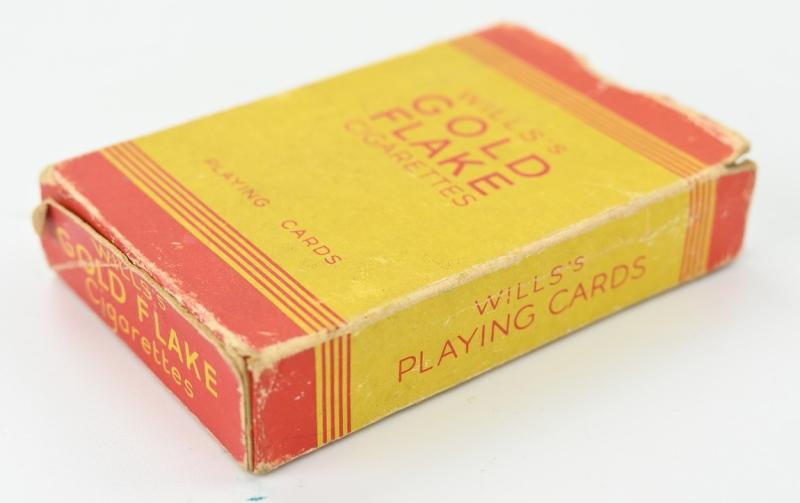 WILLS'S
GOLD
FLAKE
CIGARETTES
PLAYING CARDS
WILLS'S
PLAYING CARDS
WILLS'S
GOLD FLAKE
Cigarettes